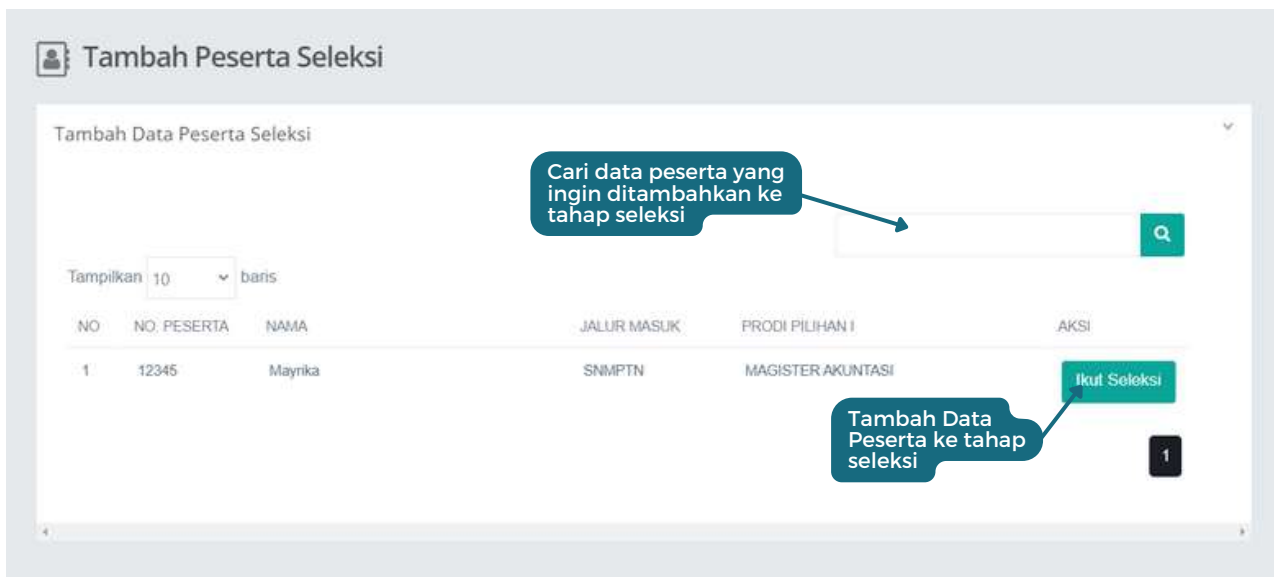 Tambah Peserta Seleksi
Tambah Data Peserta Seleksi
Cari data peserta yang
ingin ditambahkan ke
tahap seleksi
Tampilkan 10 baris
NO NO. PESERTA NAMA JALUR MASUK PRODI PILIHAN I AKSI
1 12345 Mayrika SNMPTN MAGISTER AKUNTASI Ikut Seleksi
Tambah Data
Peserta ke tahap
seleksi
1